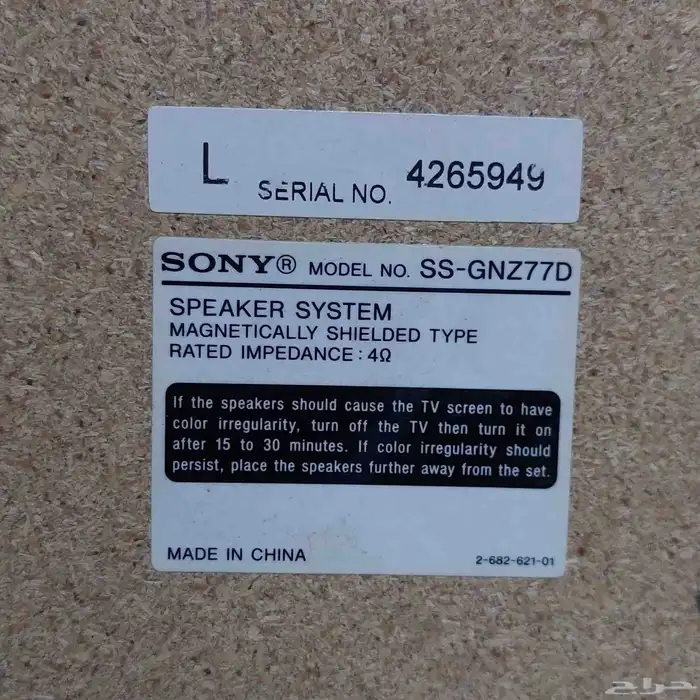 L SERIAL NO. 4265949
SONY® MODEL NO. SS-GNZ77D
SPEAKER SYSTEM
MAGNETICALLY SHIELDED TYPE
RATED IMPEDANCE : 4Ω
If the speakers should cause the TV screen to have
color irregularity, turn off the TV then turn it on
after 15 to 30 minutes. If color irregularity should
persist, place the speakers further away from the set.
MADE IN CHINA 2-682-621-01
حراج